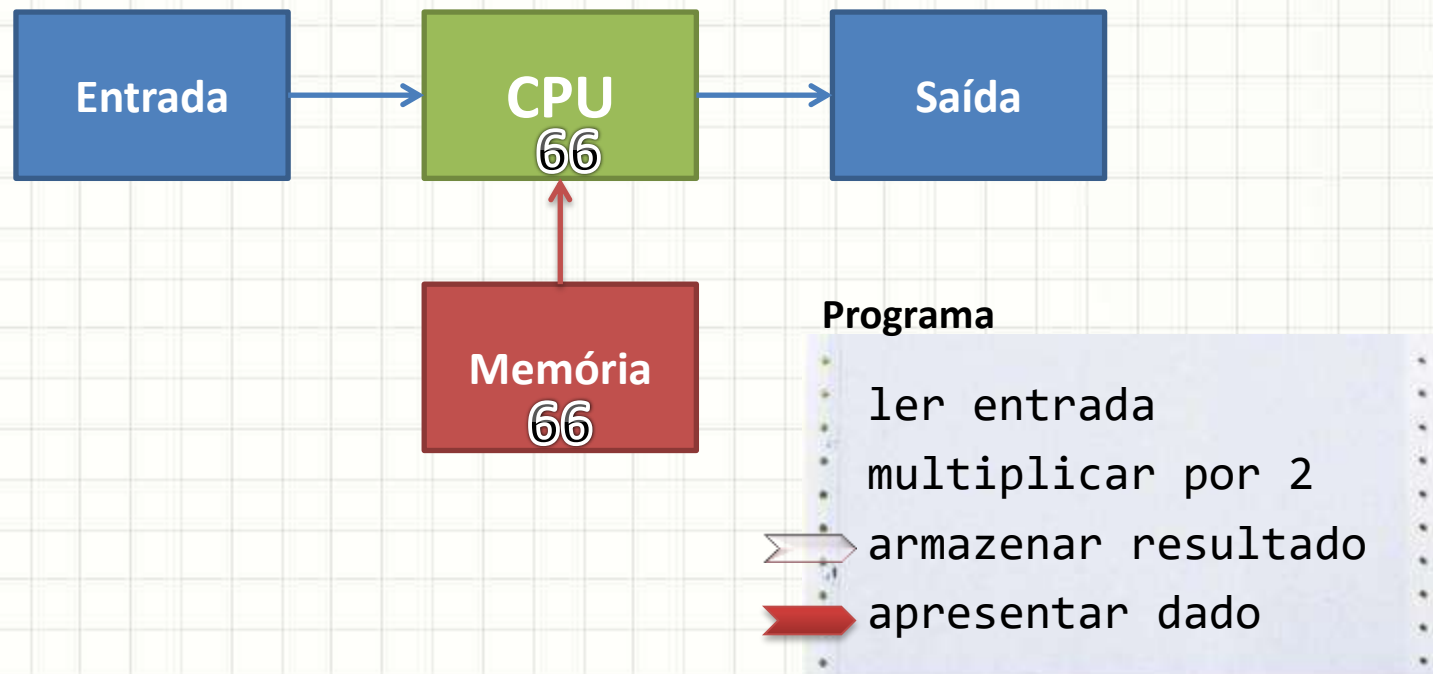 Entrada
CPU
66
Saída
Memória
66
Programa
ler entrada
multiplicar por 2
armazenar resultado
apresentar dado